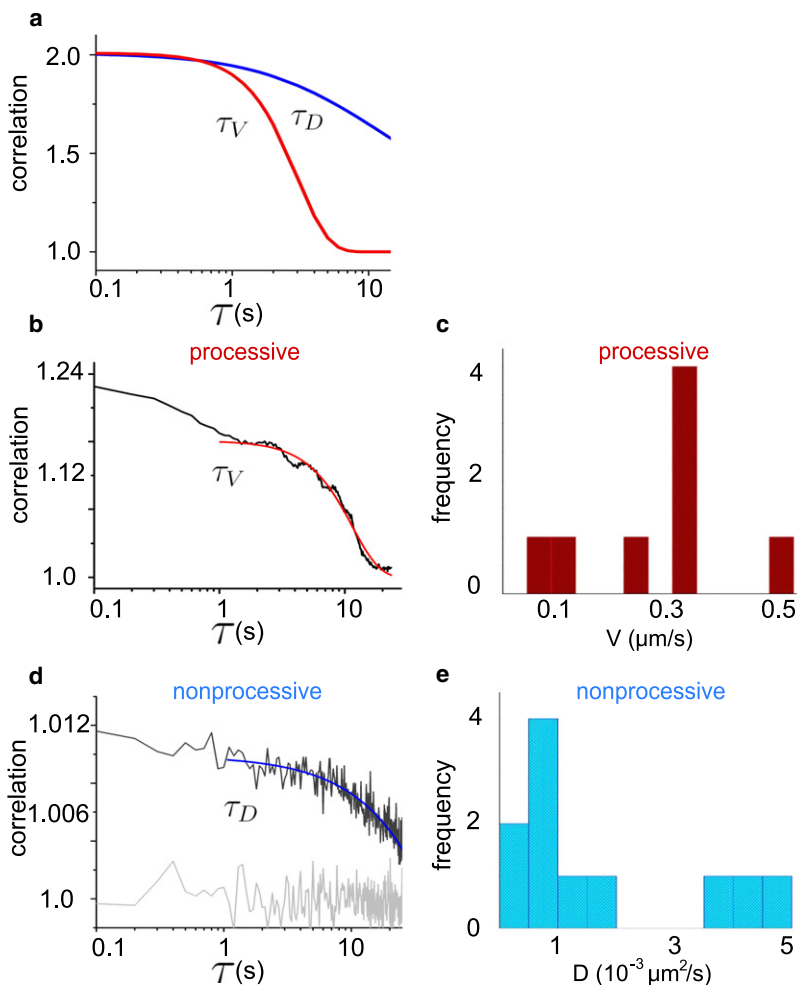 a
correlation
2.0
1.5
1.0
τV
τD
0.1
1
10
τ(s)
b
processive
correlation
1.24
1.12
1.0
τV
0.1
1
10
τ(s)
c
processive
frequency
4
2
0
0.1
0.3
0.5
V (µm/s)
d
nonprocessive
correlation
1.012
1.006
1.0
τD
0.1
1
10
τ(s)
e
nonprocessive
frequency
4
2
0
1
3
5
D (10⁻³ µm²/s)